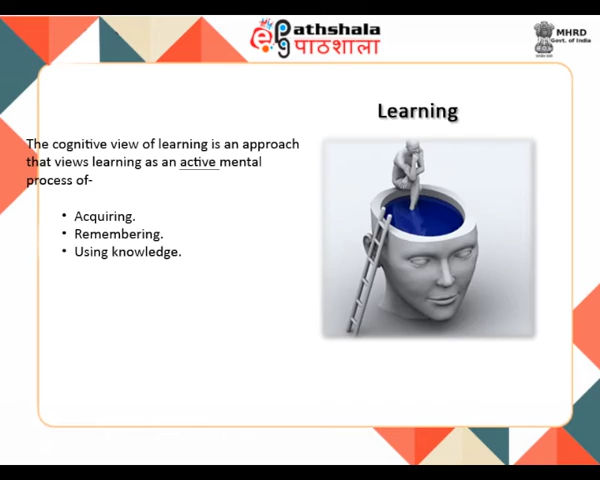 ePathshala
पाठशाला
MHRD
Govt. of India
Learning
The cognitive view of learning is an approach
that views learning as an active mental
process of-
• Acquiring.
• Remembering.
• Using knowledge.